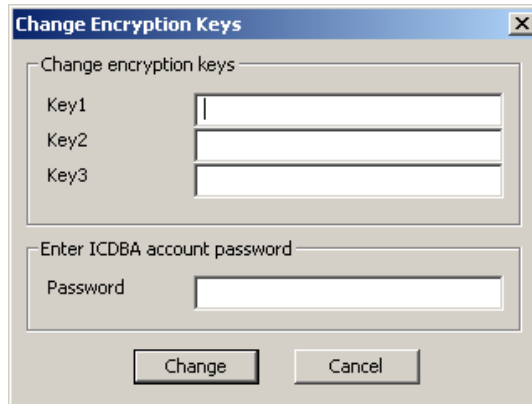 Change Encryption Keys
Change encryption keys
Key1
Key2
Key3
Enter ICDBA account password
Password
Change Cancel